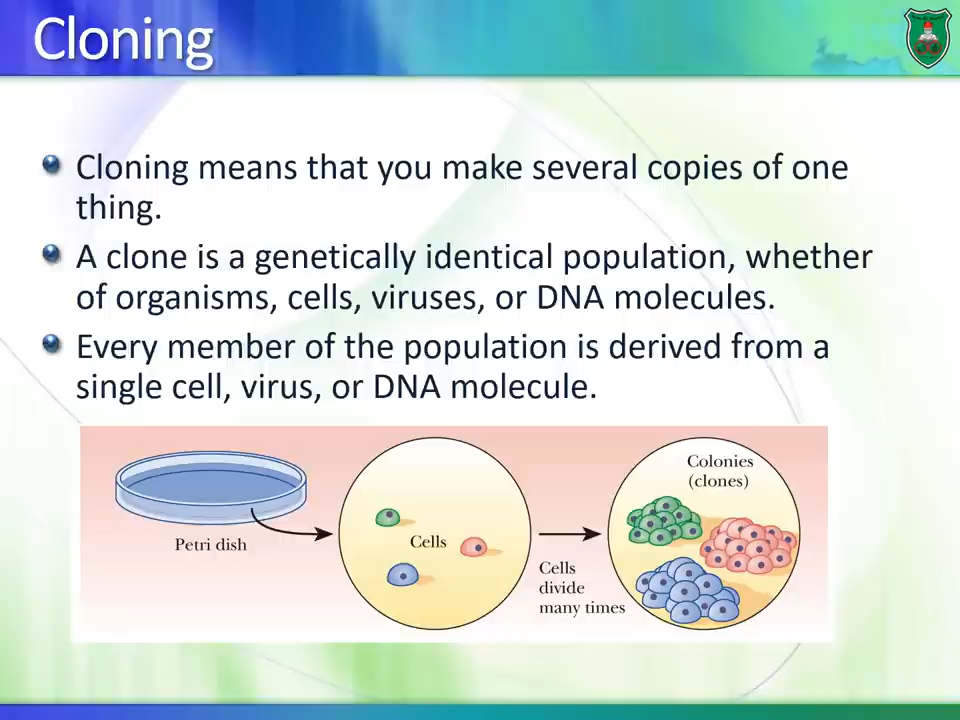 Cloning
Cloning means that you make several copies of one
thing.
A clone is a genetically identical population, whether
of organisms, cells, viruses, or DNA molecules.
Every member of the population is derived from a
single cell, virus, or DNA molecule.
Petri dish
Cells
Cells
divide
many times
Colonies
(clones)